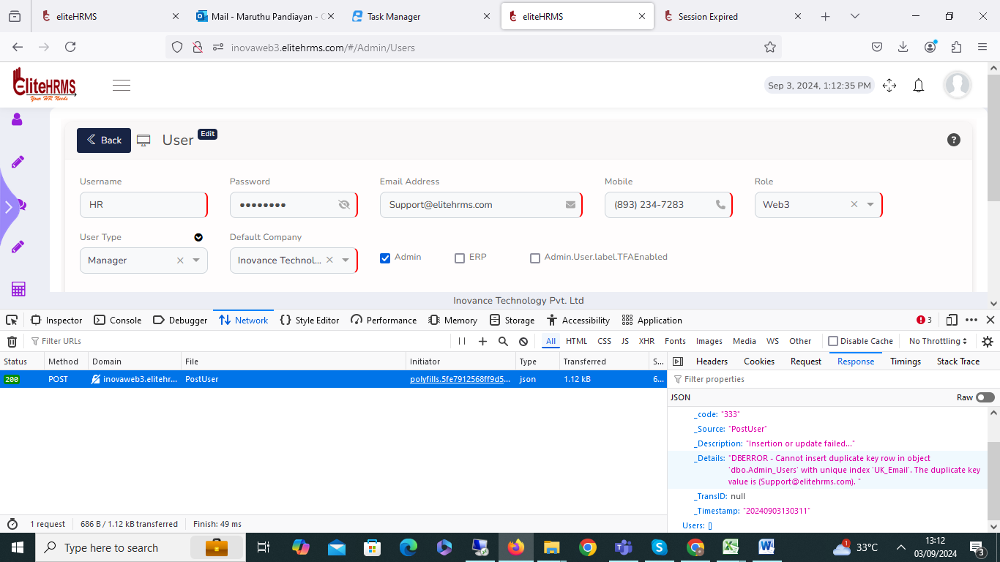 eliteHRMS
Mail - Maruthu Pandiayan - O
Task Manager
eliteHRMS
Session Expired
inovaweb3.elitehrms.com/#/Admin/Users
EliteHRMS
Your HR Needs
Sep 3, 2024, 1:12:35 PM
Back
User
Edit
?
Username
Password
Email Address
Mobile
Role
HR
••••••••
Support@elitehrms.com
(893) 234-7283
Web3
User Type
Default Company
Manager
Inovance Technol...
Admin
ERP
Admin.User.label.TFAEnabled
Inovance Technology Pvt. Ltd
Inspector
Console
Debugger
Network
Style Editor
Performance
Memory
Storage
Accessibility
Application
3
Filter URLs
All
HTML
CSS
JS
XHR
Fonts
Images
Media
WS
Other
Disable Cache
No Throttling
Status
Method
Domain
File
Initiator
Type
Transferred
S...
Headers
Cookies
Request
Response
Timings
Stack Trace
200
POST
inovaweb3.elitehr...
PostUser
polyfills.5fe7912568ff9d5...
json
1.12 kB
6...
Filter properties
JSON
Raw
_code: "333"
_Source: "PostUser"
_Description: "Insertion or update failed..."
_Details: "DBERROR - Cannot insert duplicate key row in object
'dbo.Admin_Users' with unique index 'UK_Email'. The duplicate key
value is (Support@elitehrms.com). "
_TransID: null
_Timestamp: "20240903130311"
Users: []
1 request
686 B / 1.12 kB transferred
Finish: 49 ms
Type here to search
1
33°C
13:12
03/09/2024
3